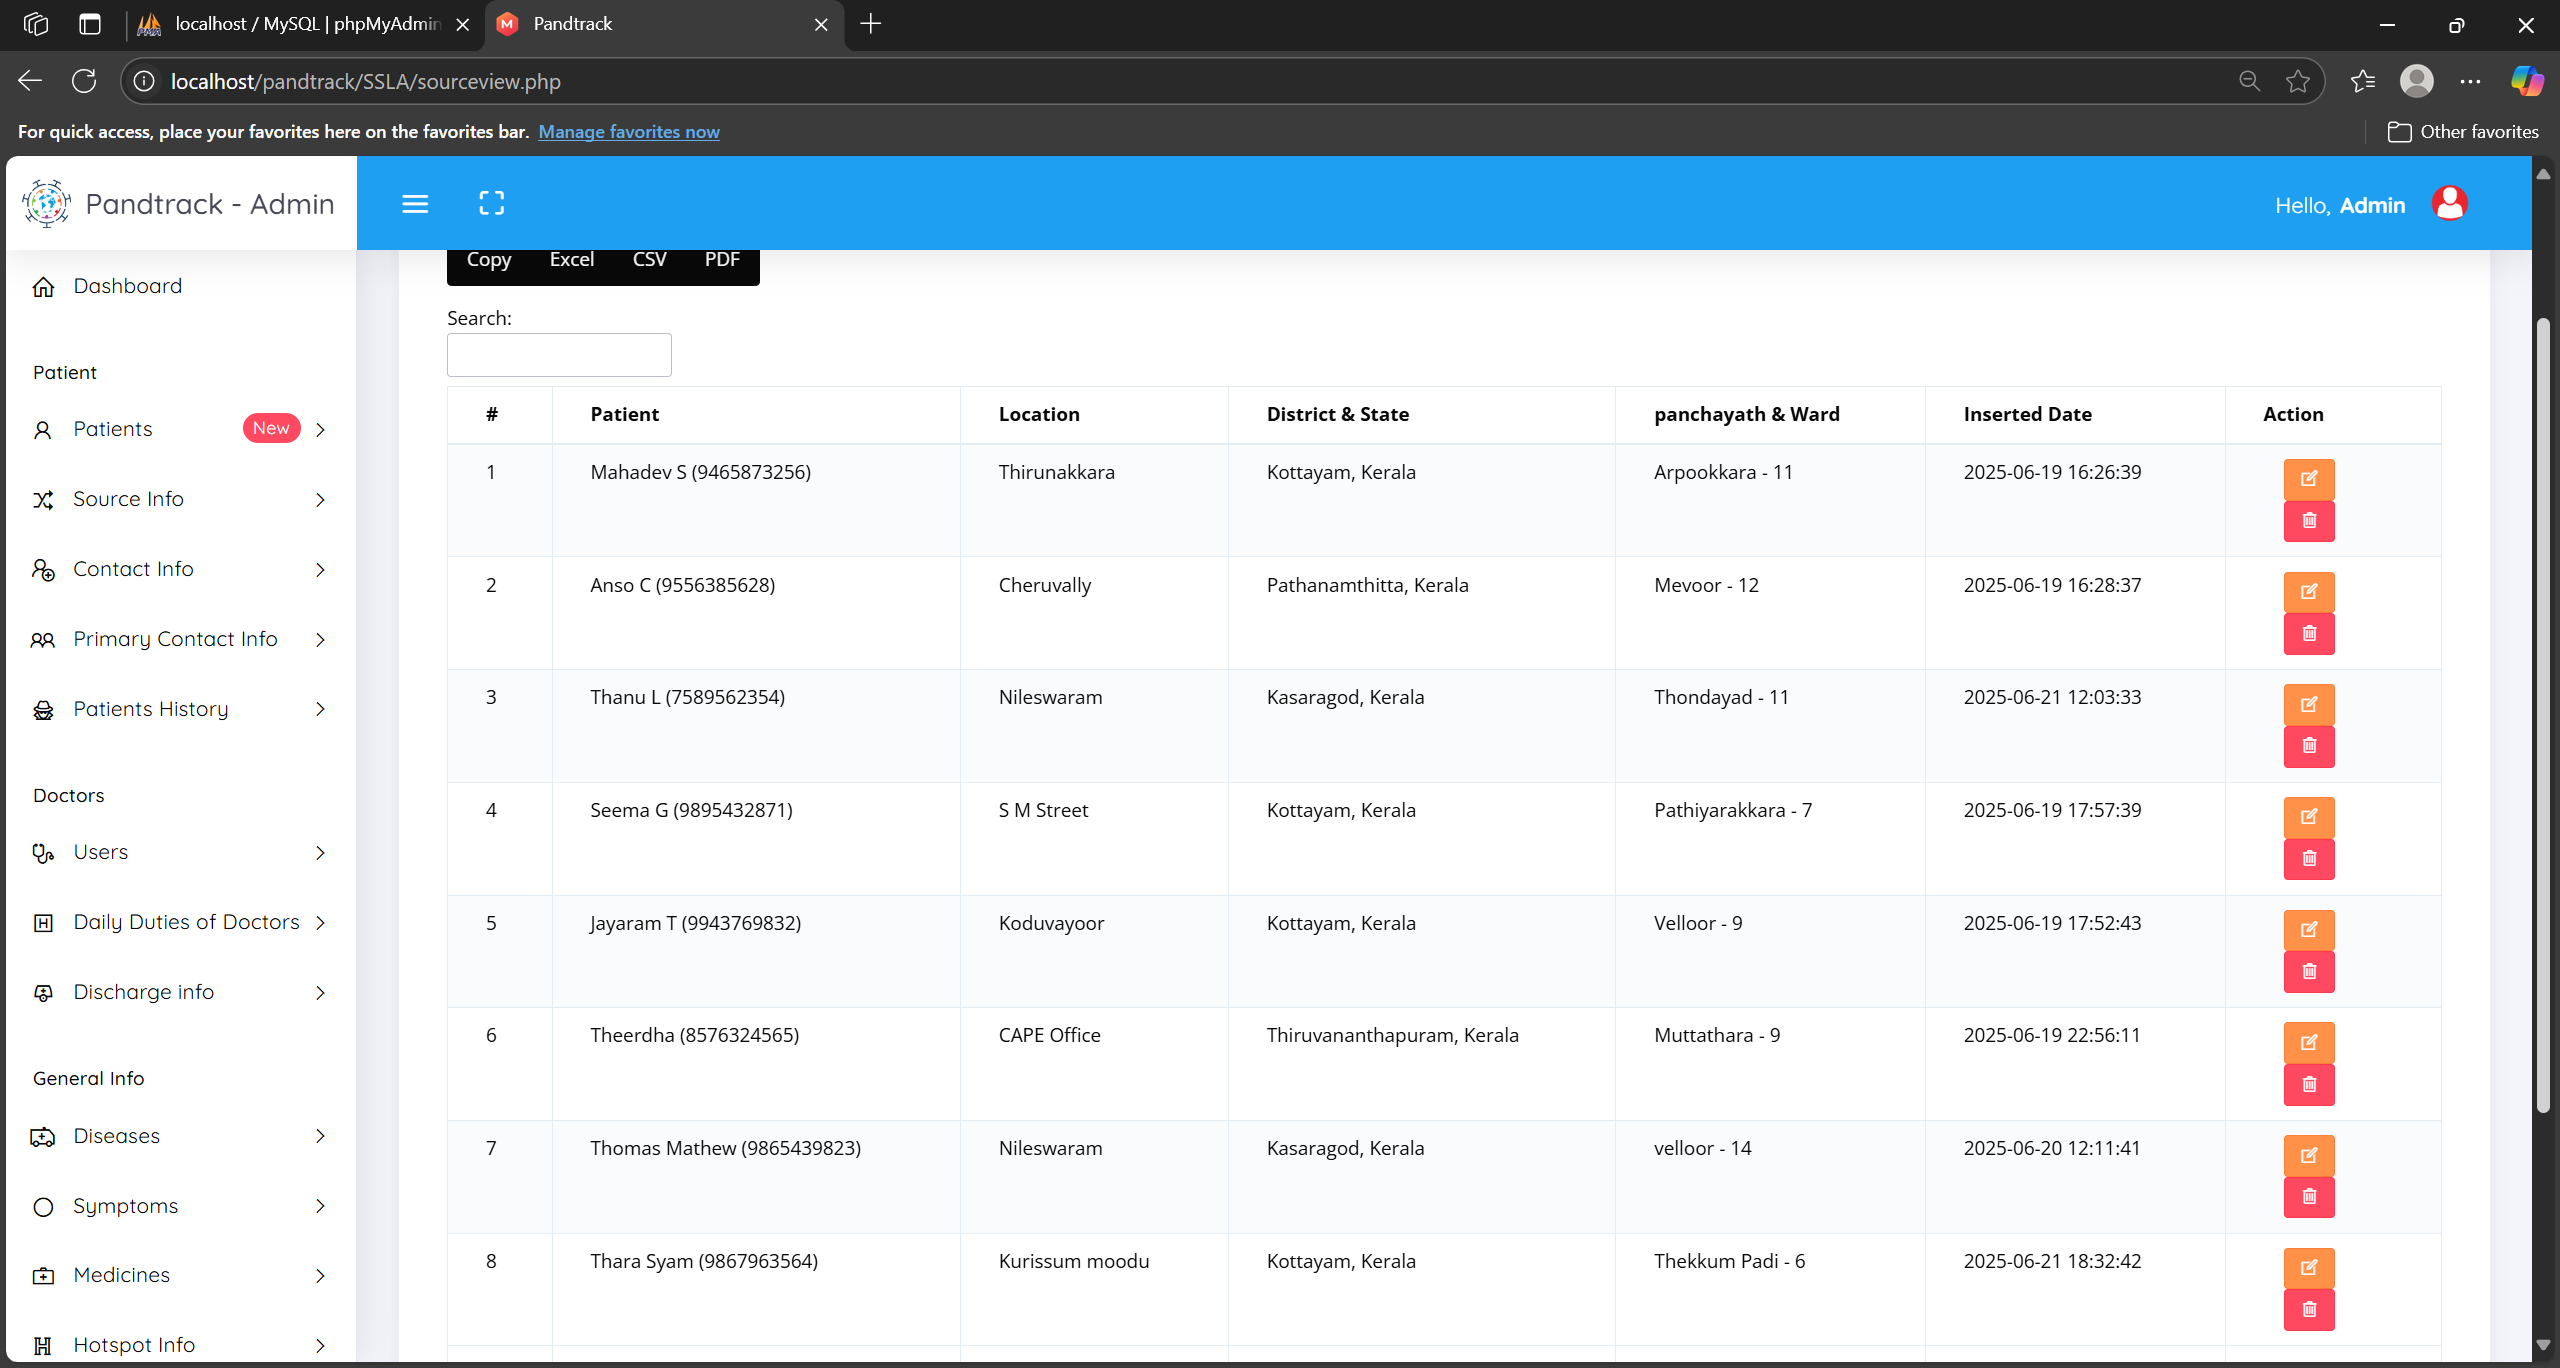 localhost / MySQL | phpMyAdmin
Pandtrack
localhost/pandtrack/SSLA/sourceview.php
For quick access, place your favorites here on the favorites bar. Manage favorites now
Other favorites
Pandtrack - Admin
Hello, Admin
Dashboard
Patient
Patients New
Source Info
Contact Info
Primary Contact Info
Patients History
Doctors
Users
Daily Duties of Doctors
Discharge info
General Info
Diseases
Symptoms
Medicines
Hotspot Info
Copy Excel CSV PDF
Search:
# Patient Location District & State panchayath & Ward Inserted Date Action
1 Mahadev S (9465873256) Thirunakkara Kottayam, Kerala Arpookkara - 11 2025-06-19 16:26:39
2 Anso C (9556385628) Cheruvally Pathanamthitta, Kerala Mevoor - 12 2025-06-19 16:28:37
3 Thanu L (7589562354) Nileswaram Kasaragod, Kerala Thondayad - 11 2025-06-21 12:03:33
4 Seema G (9895432871) S M Street Kottayam, Kerala Pathiyarakkara - 7 2025-06-19 17:57:39
5 Jayaram T (9943769832) Koduvayoor Kottayam, Kerala Velloor - 9 2025-06-19 17:52:43
6 Theerdha (8576324565) CAPE Office Thiruvananthapuram, Kerala Muttathara - 9 2025-06-19 22:56:11
7 Thomas Mathew (9865439823) Nileswaram Kasaragod, Kerala velloor - 14 2025-06-20 12:11:41
8 Thara Syam (9867963564) Kurissum moodu Kottayam, Kerala Thekkum Padi - 6 2025-06-21 18:32:42